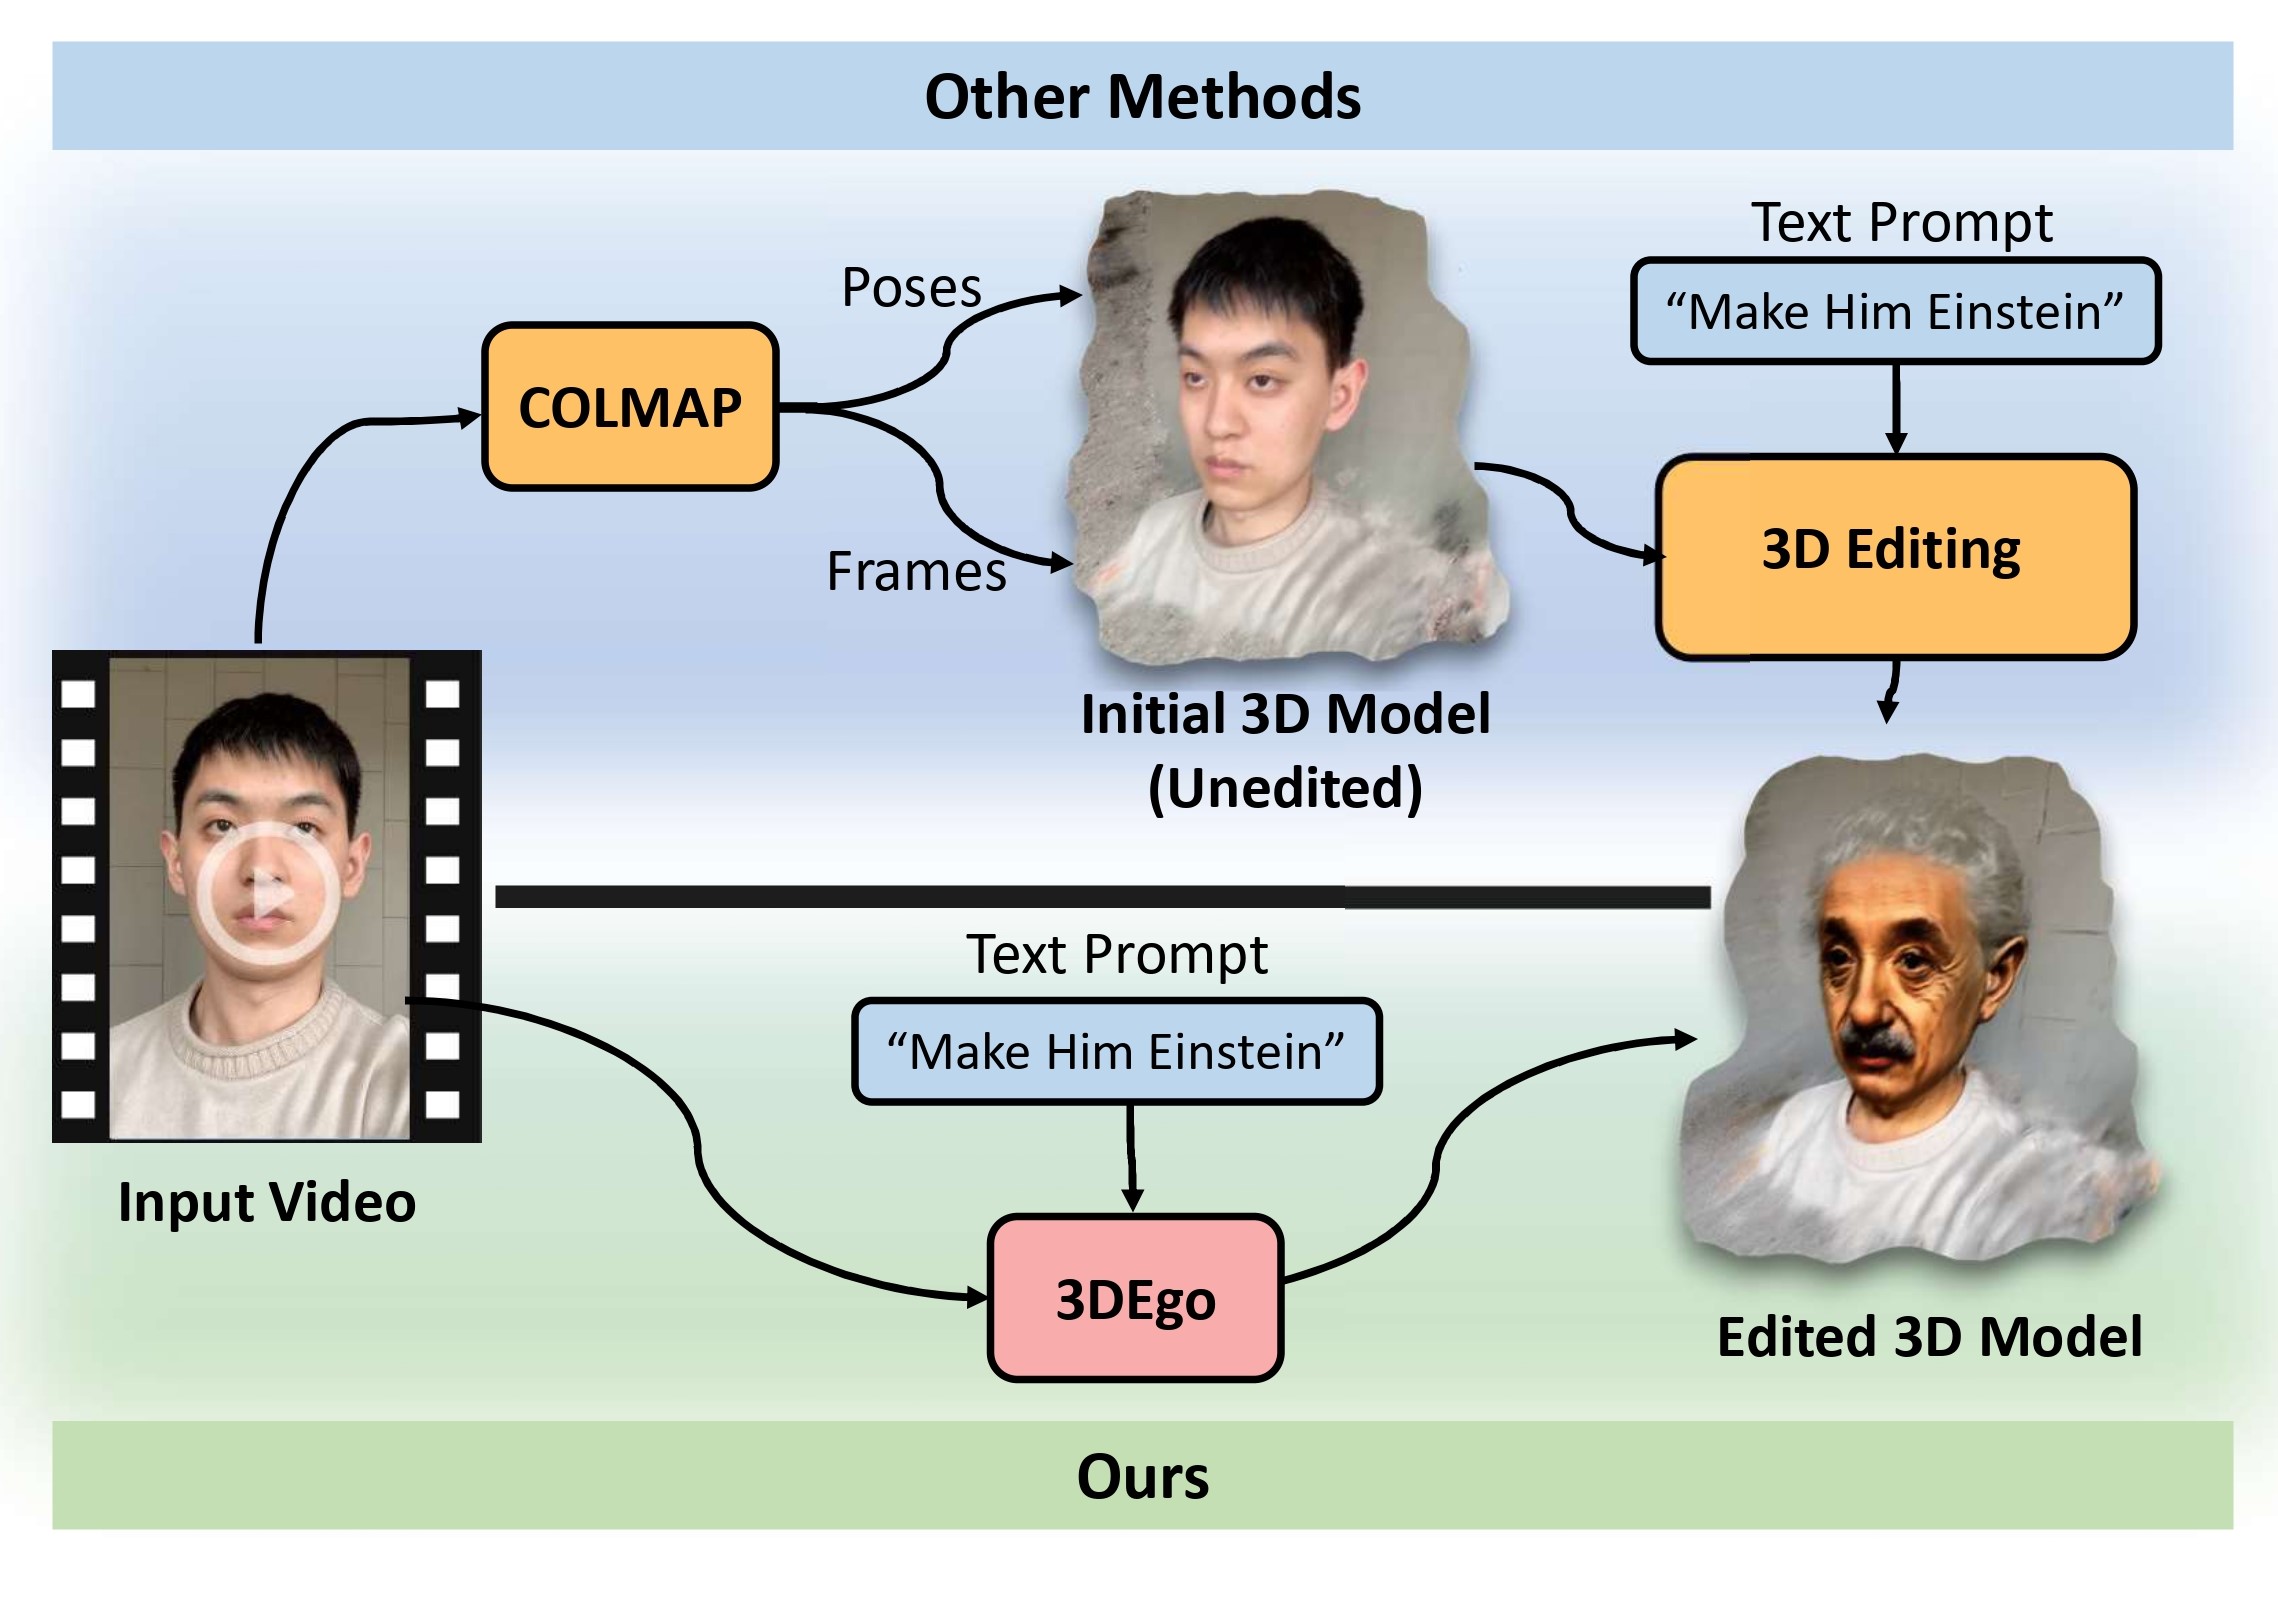 Other Methods
Text Prompt
“Make Him Einstein”
Poses
COLMAP
3D Editing
Frames
Initial 3D Model
(Unedited)
Text Prompt
“Make Him Einstein”
Input Video
3DEgo
Edited 3D Model
Ours